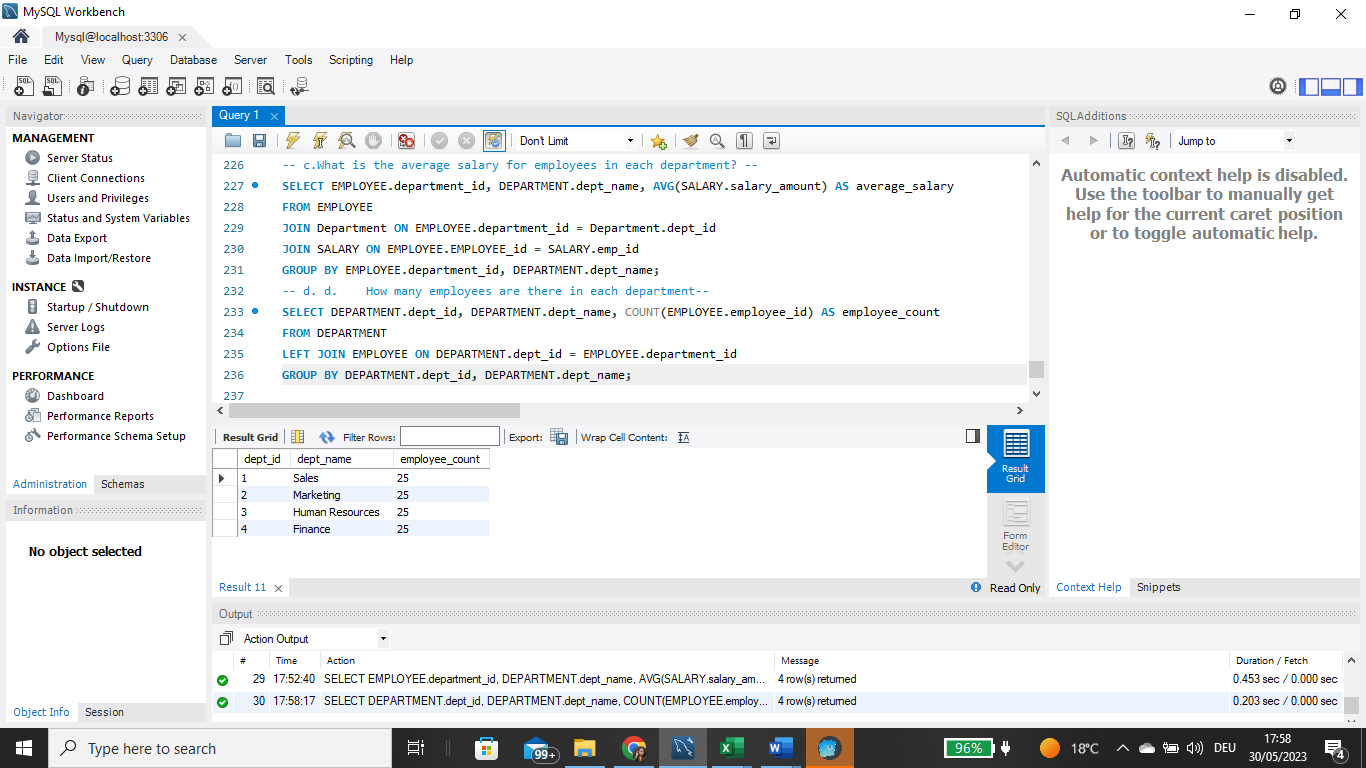 MySQL Workbench
Mysql@localhost:3306
File Edit View Query Database Server Tools Scripting Help
Navigator
MANAGEMENT
Server Status
Client Connections
Users and Privileges
Status and System Variables
Data Export
Data Import/Restore
INSTANCE
Startup / Shutdown
Server Logs
Options File
PERFORMANCE
Dashboard
Performance Reports
Performance Schema Setup
Administration Schemas
Information
No object selected
Object Info Session
Query 1
Don't Limit
226 -- c.What is the average salary for employees in each department? --
227 SELECT EMPLOYEE.department_id, DEPARTMENT.dept_name, AVG(SALARY.salary_amount) AS average_salary
228 FROM EMPLOYEE
229 JOIN Department ON EMPLOYEE.department_id = Department.dept_id
230 JOIN SALARY ON EMPLOYEE.EMPLOYEE_id = SALARY.emp_id
231 GROUP BY EMPLOYEE.department_id, DEPARTMENT.dept_name;
232 -- d. d.    How many employees are there in each department--
233 SELECT DEPARTMENT.dept_id, DEPARTMENT.dept_name, COUNT(EMPLOYEE.employee_id) AS employee_count
234 FROM DEPARTMENT
235 LEFT JOIN EMPLOYEE ON DEPARTMENT.dept_id = EMPLOYEE.department_id
236 GROUP BY DEPARTMENT.dept_id, DEPARTMENT.dept_name;
237
Result Grid Filter Rows: Export: Wrap Cell Content:
dept_id dept_name employee_count
1 Sales 25
2 Marketing 25
3 Human Resources 25
4 Finance 25
Result Grid
Form Editor
Result 11
Read Only
SQLAdditions
Jump to
Automatic context help is disabled.
Use the toolbar to manually get
help for the current caret position
or to toggle automatic help.
Context Help Snippets
Output
Action Output
# Time Action Message Duration / Fetch
29 17:52:40 SELECT EMPLOYEE.department_id, DEPARTMENT.dept_name, AVG(SALARY.salary_am... 4 row(s) returned 0.453 sec / 0.000 sec
30 17:58:17 SELECT DEPARTMENT.dept_id, DEPARTMENT.dept_name, COUNT(EMPLOYEE.employ... 4 row(s) returned 0.203 sec / 0.000 sec
Type here to search
99+
96%
18°C
DEU
17:58
30/05/2023
4